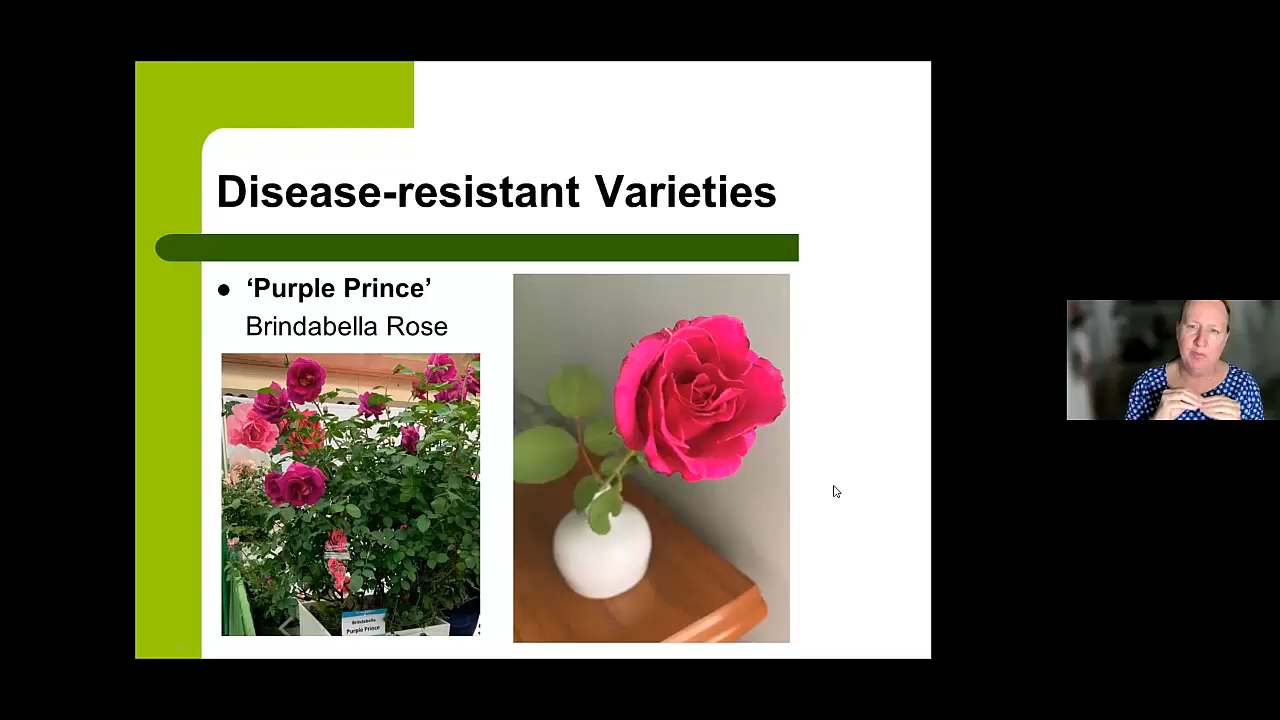 Disease-resistant Varieties
● ‘Purple Prince’
Brindabella Rose
Brindabella
Purple Prince